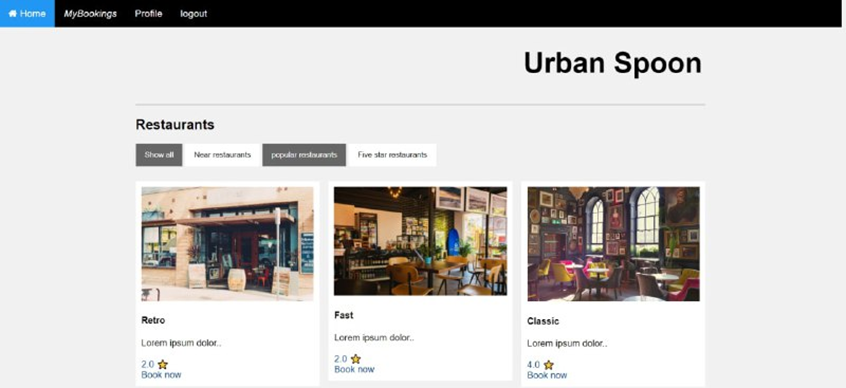 Home MyBookings Profile logout
Urban Spoon
Restaurants
Show all Near restaurants popular restaurants Five star restaurants
Retro
Lorem ipsum dolor..
2.0
Book now
Fast
Lorem ipsum dolor..
2.0
Book now
Classic
Lorem ipsum dolor..
4.0
Book now